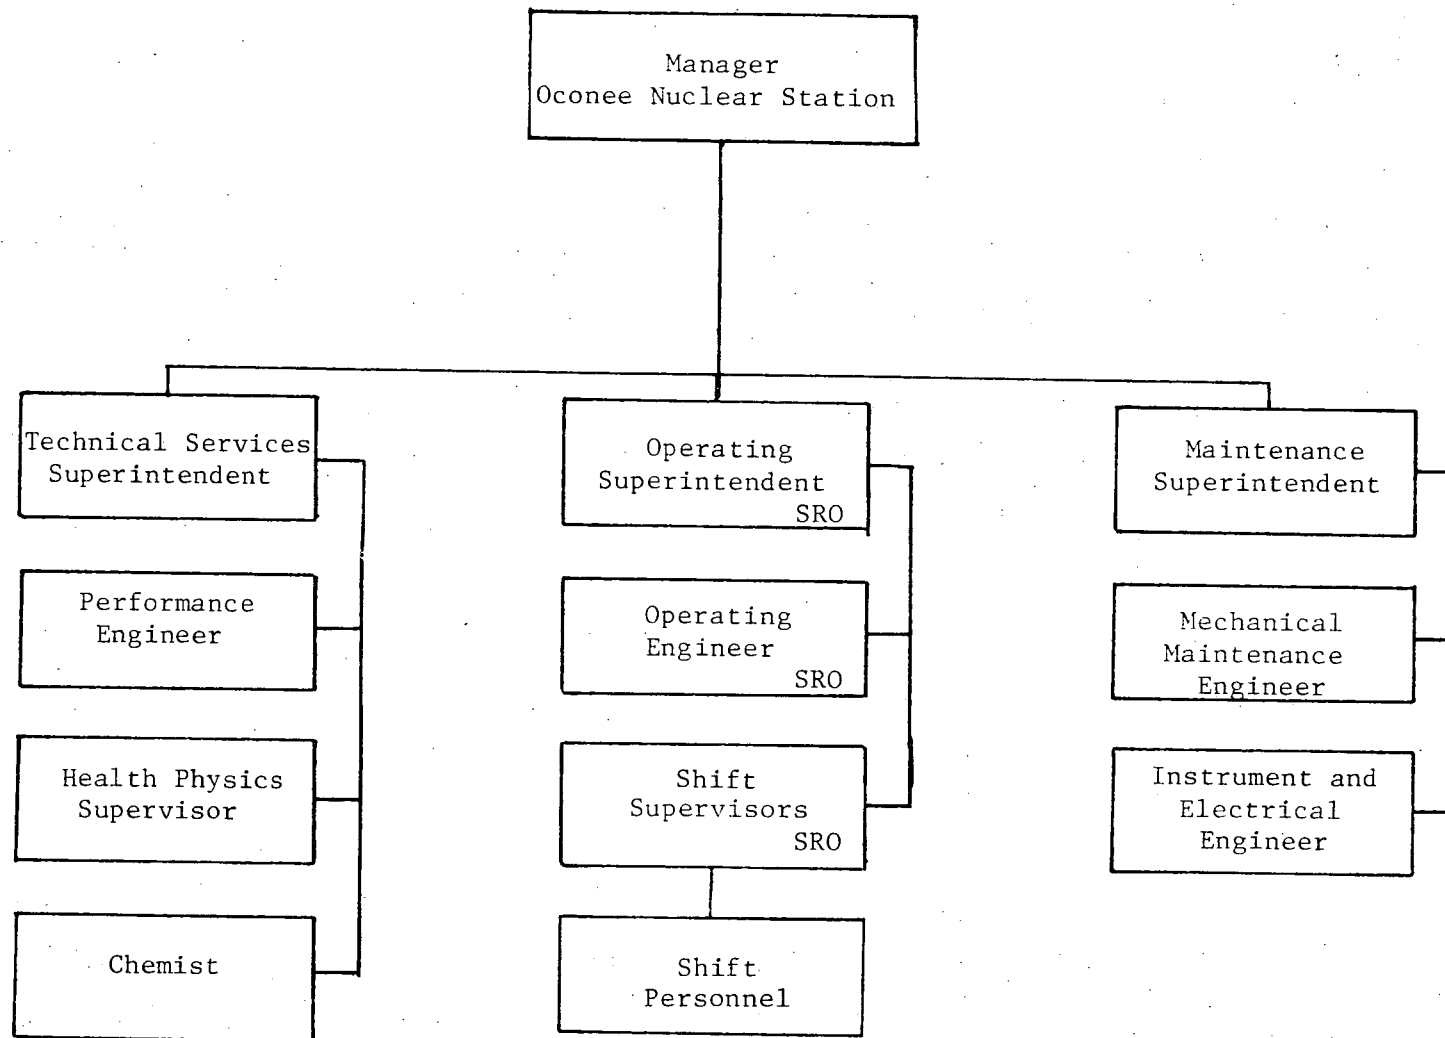 Manager
Oconee Nuclear Station
Technical Services
Superintendent
Operating
Superintendent
SRO
Maintenance
Superintendent
Performance
Engineer
Operating
Engineer
SRO
Mechanical
Maintenance
Engineer
Health Physics
Supervisor
Shift
Supervisors
SRO
Instrument and
Electrical
Engineer
Chemist
Shift
Personnel